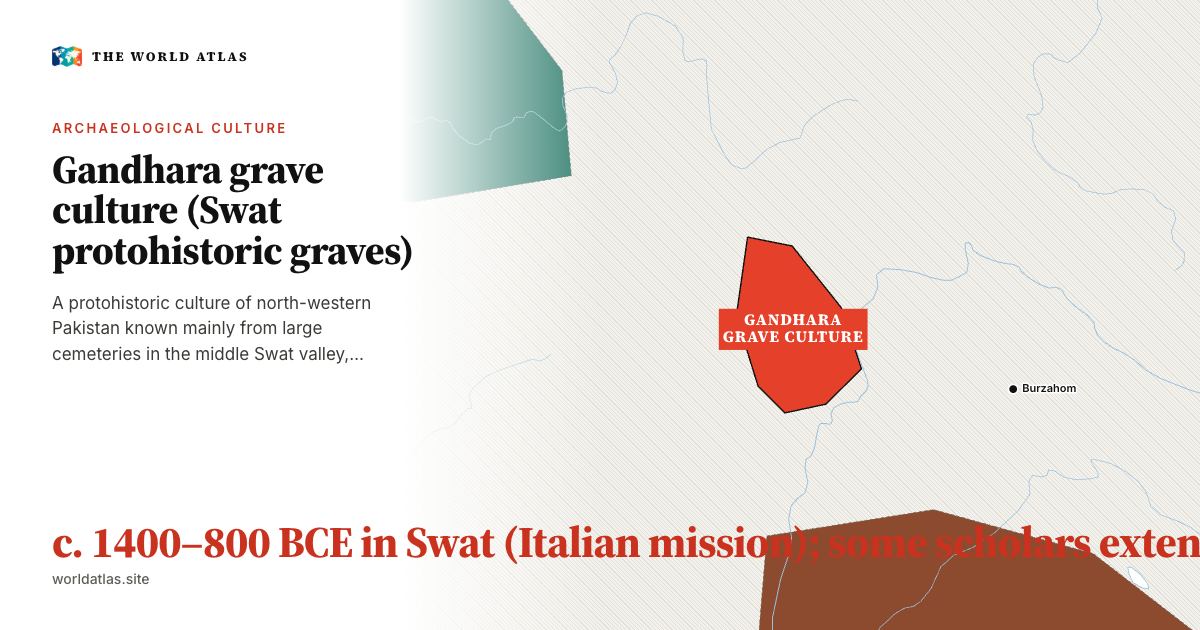 THE WORLD ATLAS
ARCHAEOLOGICAL CULTURE
Gandhara grave
culture (Swat
protohistoric graves)
A protohistoric culture of north-western
Pakistan known mainly from large
cemeteries in the middle Swat valley,...
GANDHARA
GRAVE CULTURE
Burzahom
c. 1400–800 BCE in Swat (Italian mission); some scholars exten
worldatlas.site